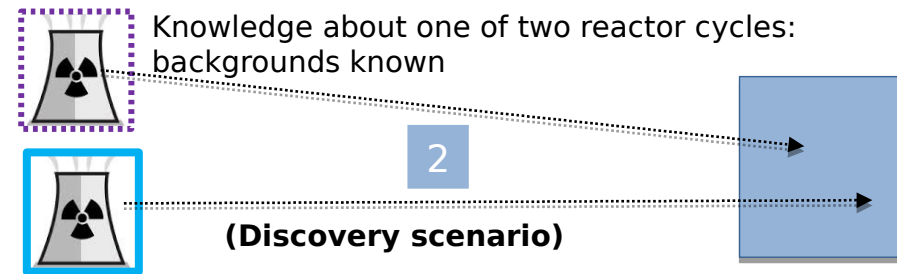 Knowledge about one of two reactor cycles:
backgrounds known
2
(Discovery scenario)